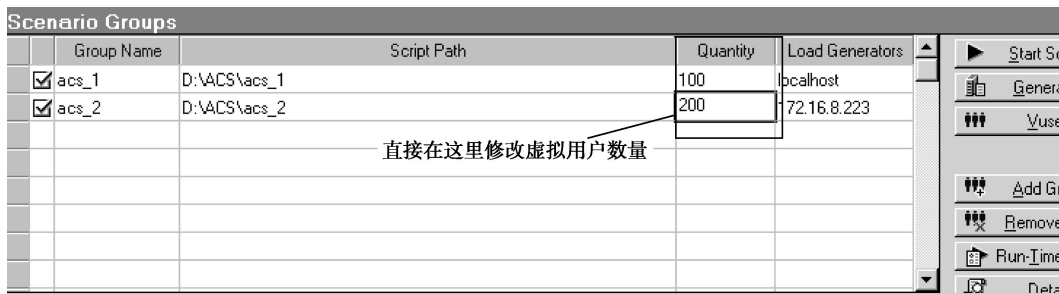 Scenario Groups
Group Name Script Path Quantity Load Generators
acs_1 D:\ACS\acs_1 100 localhost
acs_2 D:\ACS\acs_2 200 172.16.8.223
直接在这里修改虚拟用户数量
Start Sc
Genera
Vuse
Add Gr
Remove
Run-Time
Deta